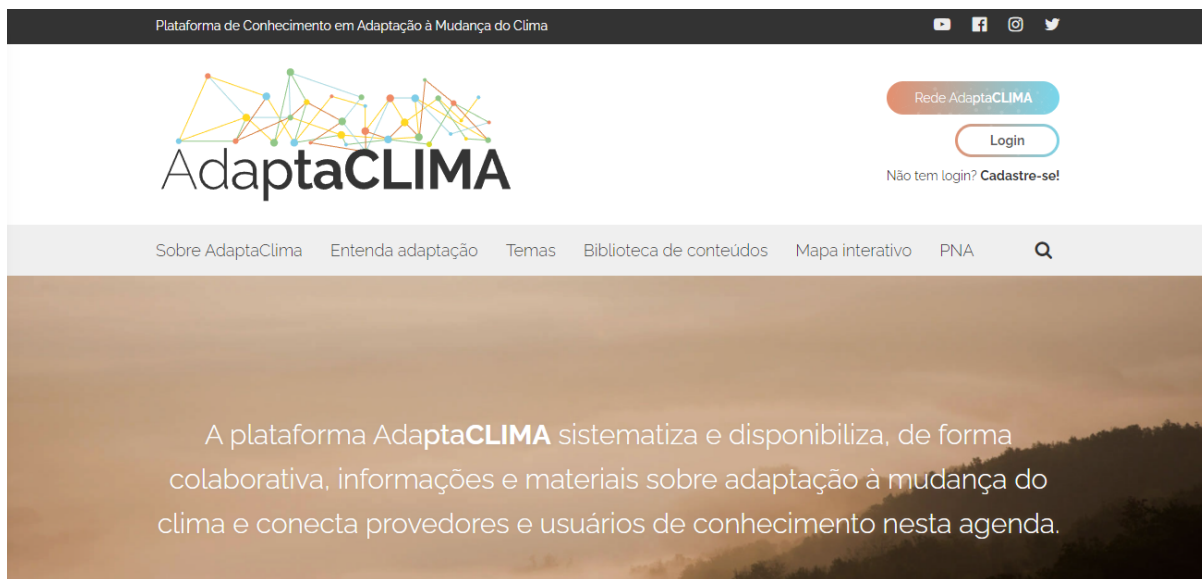 Plataforma de Conhecimento em Adaptação à Mudança do Clima
AdaptaCLIMA
Rede AdaptaCLIMA
Login
Não tem login? Cadastre-se!
Sobre AdaptaClima Entenda adaptação Temas Biblioteca de conteúdos Mapa interativo PNA
A plataforma AdaptaCLIMA sistematiza e disponibiliza, de forma
colaborativa, informações e materiais sobre adaptação à mudança do
clima e conecta provedores e usuários de conhecimento nesta agenda.